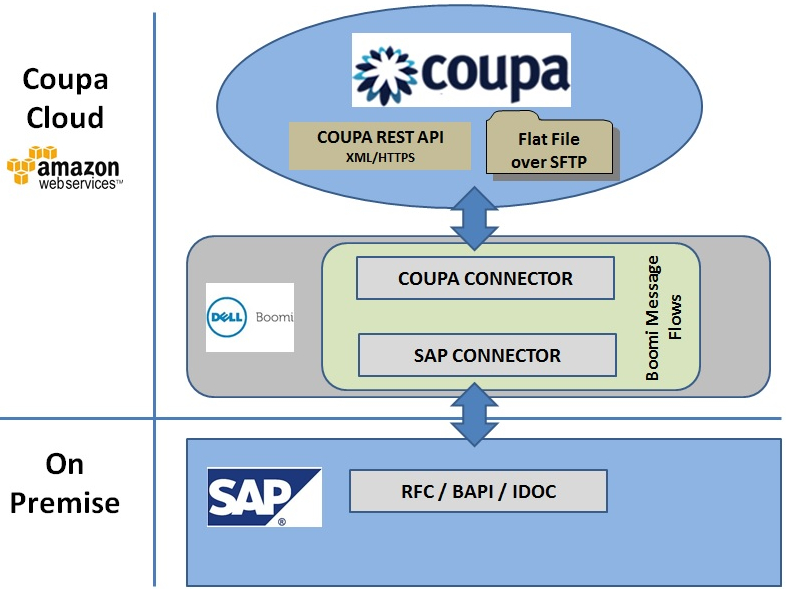 Coupa
Cloud
amazon
webservices™
coupa
COUPA REST API
XML/HTTPS
Flat File
over SFTP
DELL Boomi
COUPA CONNECTOR
SAP CONNECTOR
Boomi Message
Flows
On
Premise
SAP®
RFC / BAPI / IDOC